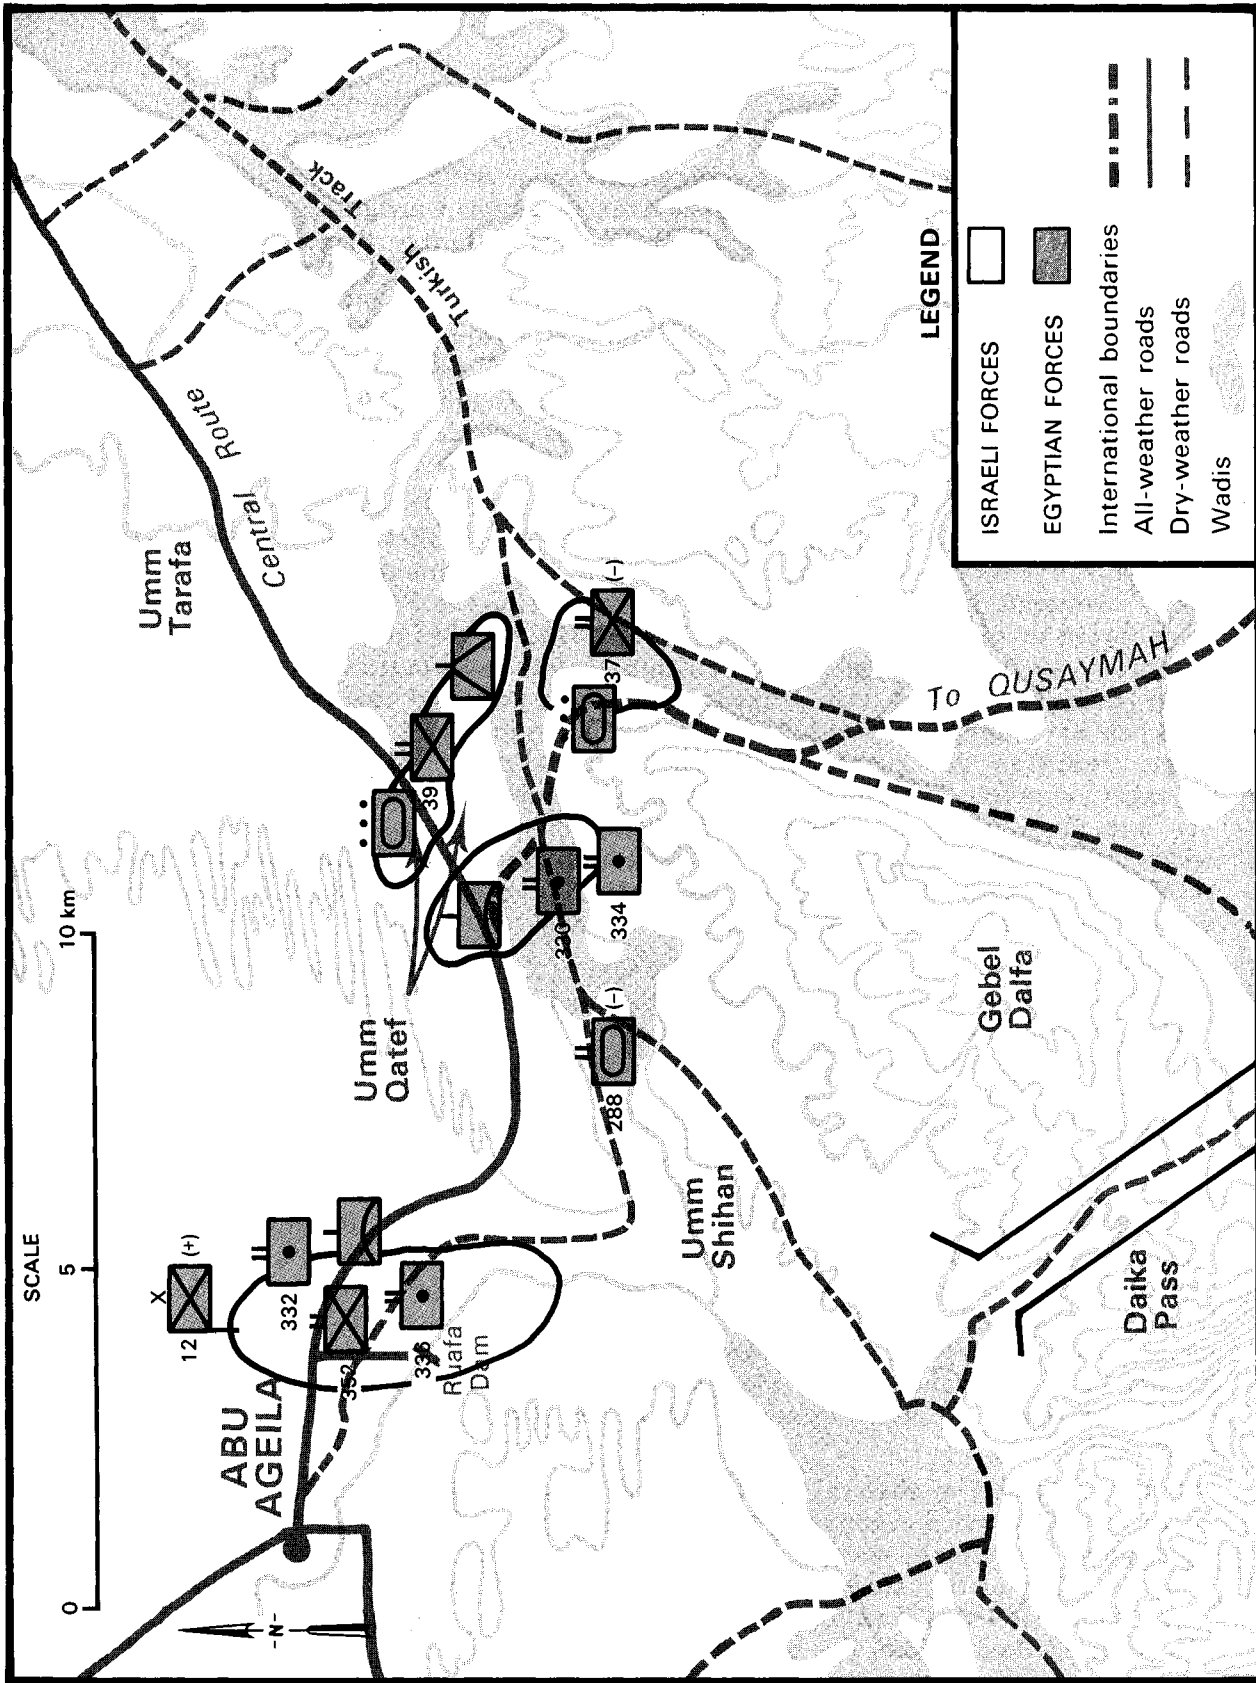 SCALE
0
5
10 km
-N-
ABU
AGEILA
12
X
(+)
332
352
336
Ruafa
Dam
Umm
Qatef
Umm
Tarafa
Central Route
Turkish Track
39
37
(-)
330
334
288
(-)
Umm
Shihan
Gebel
Dalfa
Daika
Pass
To QUSAYMAH
LEGEND
ISRAELI FORCES
EGYPTIAN FORCES
International boundaries
All-weather roads
Dry-weather roads
Wadis